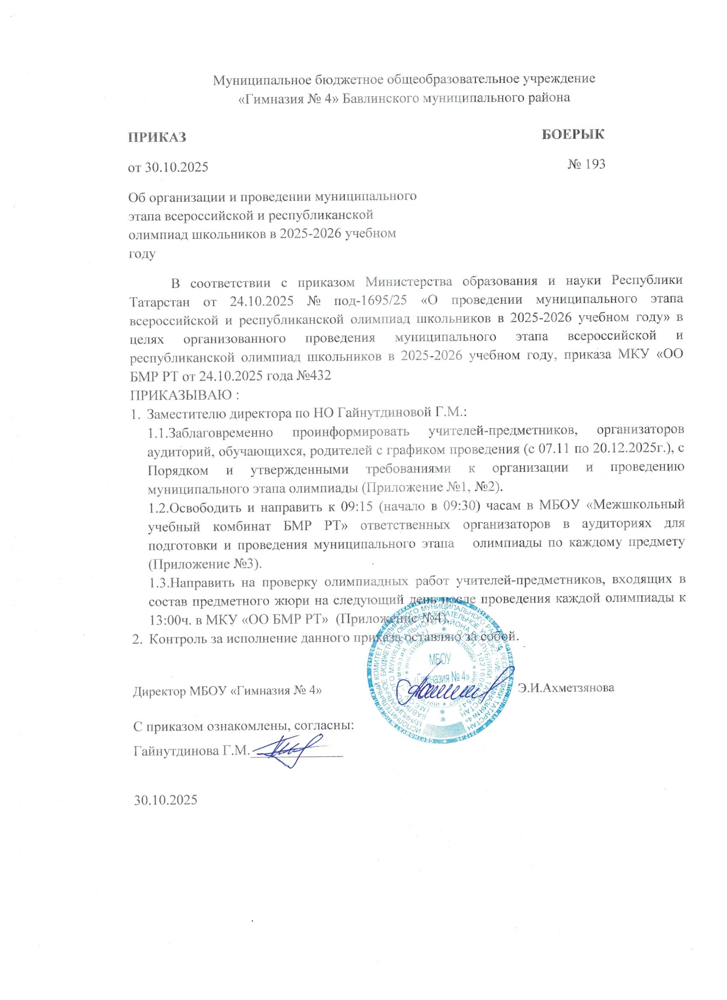 Муниципальное бюджетное общеобразовательное учреждение
«Гимназия № 4» Бавлинского муниципального района
ПРИКАЗ БОЕРЫК
от 30.10.2025 № 193
Об организации и проведении муниципального
этапа всероссийской и республиканской
олимпиад школьников в 2025-2026 учебном
году
В соответствии с приказом Министерства образования и науки Республики
Татарстан от 24.10.2025 № под-1695/25 «О проведении муниципального этапа
всероссийской и республиканской олимпиад школьников в 2025-2026 учебном году» в
целях организованного проведения муниципального этапа всероссийской и
республиканской олимпиад школьников в 2025-2026 учебном году, приказа МКУ «ОО
БМР РТ от 24.10.2025 года №432
ПРИКАЗЫВАЮ :
1. Заместителю директора по НО Гайнутдиновой Г.М.:
1.1.Заблаговременно проинформировать учителей-предметников, организаторов
аудиторий, обучающихся, родителей с графиком проведения (с 07.11 по 20.12.2025г.), с
Порядком и утвержденными требованиями к организации и проведению
муниципального этапа олимпиады (Приложение №1, №2).
1.2.Освободить и направить к 09:15 (начало в 09:30) часам в МБОУ «Межшкольный
учебный комбинат БМР РТ» ответственных организаторов в аудиториях для
подготовки и проведения муниципального этапа олимпиады по каждому предмету
(Приложение №3).
1.3.Направить на проверку олимпиадных работ учителей-предметников, входящих в
состав предметного жюри на следующий день после проведения каждой олимпиады к
13:00ч. в МКУ «ОО БМР РТ» (Приложение №4).
2. Контроль за исполнение данного приказа оставляю за собой.
МБОУ
«Гимназия № 4»
Директор МБОУ «Гимназия № 4» Э.И.Ахметзянова
С приказом ознакомлены, согласны:
Гайнутдинова Г.М.
30.10.2025